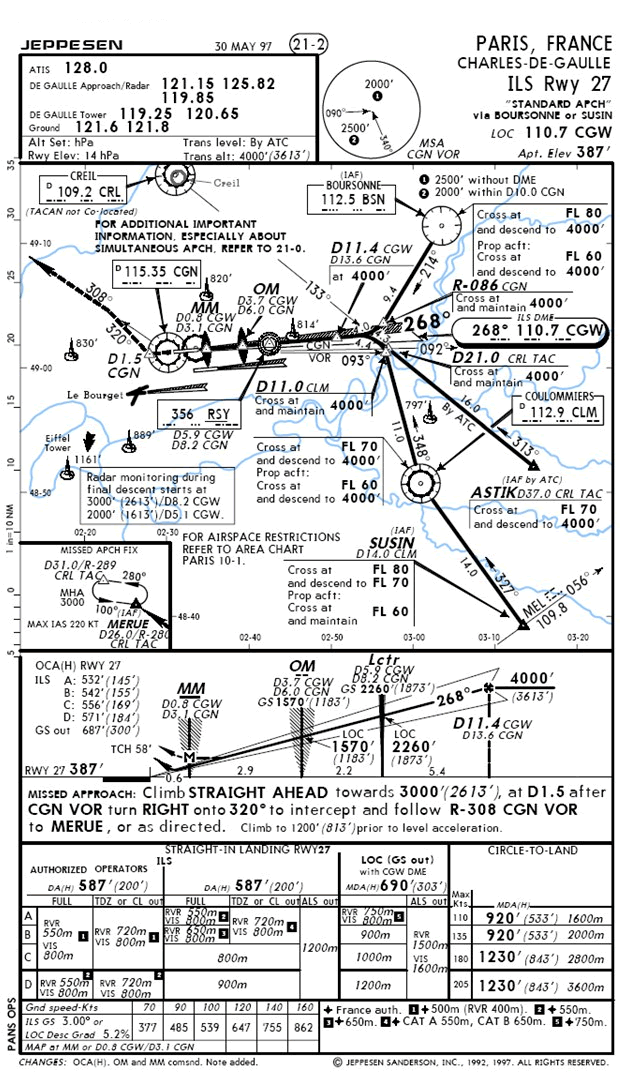 JEPPESEN 30 MAY 97 (21-2)
PARIS, FRANCE
CHARLES-DE-GAULLE
ILS Rwy 27
"STANDARD APCH"
via BOURSONNE or SUSIN
LOC 110.7 CGW
Apt. Elev 387'
ATIS 128.0
DE GAULLE Approach/Radar 121.15 125.82
119.85
DE GAULLE Tower 119.25 120.65
Ground 121.6 121.8
Alt Set: hPa Trans level: By ATC
Rwy Elev: 14 hPa Trans alt: 4000'(3613')
2000'
1
090°
2500'
2
340°
MSA
CGN VOR
35
30
25
20
15
10
5
0
5
1 in=10 NM
49-10
49-00
48-50
48-40
02-20
02-30
02-40
02-50
03-00
03-10
03-20
CREIL
D 109.2 CRL
(TACAN not Co-located)
Creil
FOR ADDITIONAL IMPORTANT
INFORMATION, ESPECIALLY ABOUT
SIMULTANEOUS APCH, REFER TO 21-0.
(IAF)
BOURSONNE
112.5 BSN
1 2500' without DME
2 2000' within D10.0 CGN
Cross at FL 80
and descend to 4000'
Prop acft:
Cross at FL 60
and descend to 4000'
D11.4 CGW
D13.6 CGN
at 4000'
214°
9.4
R-086 CGN
Cross at
and maintain 4000'
ILS DME
268° 110.7 CGW
268°
133°
D 115.35 CGN
820'
308°
320°
MM
D0.8 CGW
D3.1 CGN
OM
D3.7 CGW
D6.0 CGN
814'
830'
D1.5
CGN
CGN
VOR
4.4
093°
092°
D21.0 CRL TAC
Cross at
and maintain 4000'
Le Bourget
356 RSY
D5.9 CGW
D8.2 CGN
D11.0 CLM
Cross at
and maintain 4000'
797'
By ATC
16.0
313°
COULOMMIERS
D 112.9 CLM
11.0
348°
Eiffel
Tower
889'
1161'
Radar monitoring during
final descent starts at
3000' (2613')/D8.2 CGW.
2000' (1613')/D5.1 CGW.
Cross at FL 70
and descend to 4000'
Prop acft:
Cross at FL 60
and descend to 4000'
(IAF by ATC)
ASTIK D37.0 CRL TAC
Cross at FL 70
and descend to 4000'
FOR AIRSPACE RESTRICTIONS
REFER TO AREA CHART
PARIS 10-1.
(IAF)
SUSIN
D14.0 CLM
Cross at FL 80
and descend to FL 70
Prop acft:
Cross at
and maintain FL 60
14.0
327°
MEL
109.8
056°
MISSED APCH FIX
D31.0/R-289
CRL TAC
280°
MHA
3000
100°
(IAF)
MAX IAS 220 KT
MERUE
D26.0/R-280
CRL TAC
OCA(H) RWY 27
ILS A: 532'(145')
B: 542'(155')
C: 556'(169')
D: 571'(184')
GS out 687'(300')
MM
D0.8 CGW
D3.1 CGN
OM
D3.7 CGW
D6.0 CGN
GS 1570'(1183')
Lctr
D5.9 CGW
D8.2 CGN
GS 2260'(1873')
268°
4000'
(3613')
D11.4 CGW
D13.6 CGN
LOC
1570'
(1183')
LOC
2260'
(1873')
TCH 58'
M
RWY 27 387'
0.6
2.9
2.2
5.4
MISSED APPROACH: Climb STRAIGHT AHEAD towards 3000'(2613'), at D1.5 after
CGN VOR turn RIGHT onto 320° to intercept and follow R-308 CGN VOR
to MERUE, or as directed. Climb to 1200'(813') prior to level acceleration.
STRAIGHT-IN LANDING RWY27
CIRCLE-TO-LAND
AUTHORIZED OPERATORS
ILS
LOC (GS out)
with CGW DME
DA(H) 587'(200')
DA(H) 587'(200')
MDA(H) 690'(303')
FULL TDZ or CL out FULL TDZ or CL out ALS out ALS out
Max
Kts.
MDA(H)
A
B
C
D
RVR
550m 1
VIS
800m
RVR 720m 1
VIS 800m
RVR 550m 2
VIS 800m
RVR 650m 3
VIS 800m
RVR 720m 4
VIS 800m
800m
1200m
RVR 750m 5
VIS 800m
900m
1000m
RVR
1500m
VIS
1600m
110 920'(533') 1600m
135 920'(533') 2000m
180 1230'(843') 2800m
205 1230'(843') 3600m
RVR 550m 2
VIS 800m
RVR 720m 2
VIS 800m
900m
1200m
PANS OPS
Gnd speed-Kts 70 90 100 120 140 160
ILS GS 3.00° or
LOC Desc Grad 5.2% 377 485 539 647 755 862
MAP at MM or D0.8 CGW/D3.1 CGN
France auth. 1 500m (RVR 400m). 2 550m.
3 650m. 4 CAT A 550m, CAT B 650m. 5 750m.
CHANGES: OCA(H). OM and MM comsnd. Note added.
© JEPPESEN SANDERSON, INC., 1992, 1997. ALL RIGHTS RESERVED.